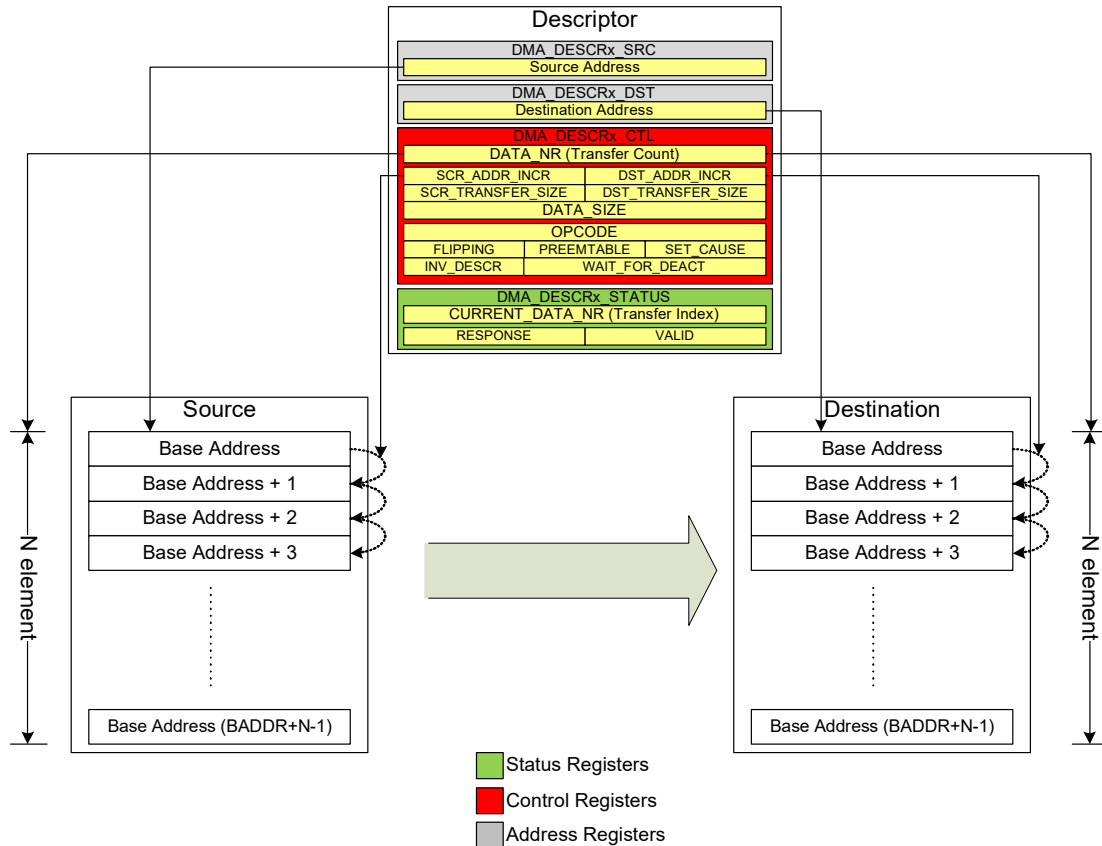 Descriptor
DMA_DESCRx_SRC
Source Address
DMA_DESCRx_DST
Destination Address
DMA_DESCRx_CTL
DATA_NR (Transfer Count)
SCR_ADDR_INCR DST_ADDR_INCR
SCR_TRANSFER_SIZE DST_TRANSFER_SIZE
DATA_SIZE
OPCODE
FLIPPING PREEMTABLE SET_CAUSE
INV_DESCR WAIT_FOR_DEACT
DMA_DESCRx_STATUS
CURRENT_DATA_NR (Transfer Index)
RESPONSE VALID
Source
Base Address
Base Address + 1
Base Address + 2
Base Address + 3
Base Address (BADDR+N-1)
N element
Destination
Base Address
Base Address + 1
Base Address + 2
Base Address + 3
Base Address (BADDR+N-1)
N element
Status Registers
Control Registers
Address Registers